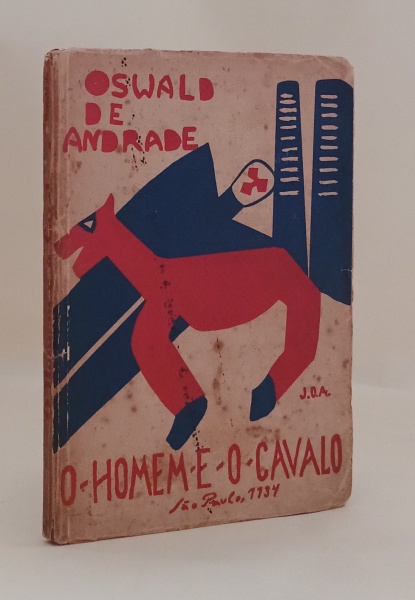 OSWALD
DE
ANDRADE
J.O.A.
O-HOMEM-E-O-CAVALO
São Paulo, 1934